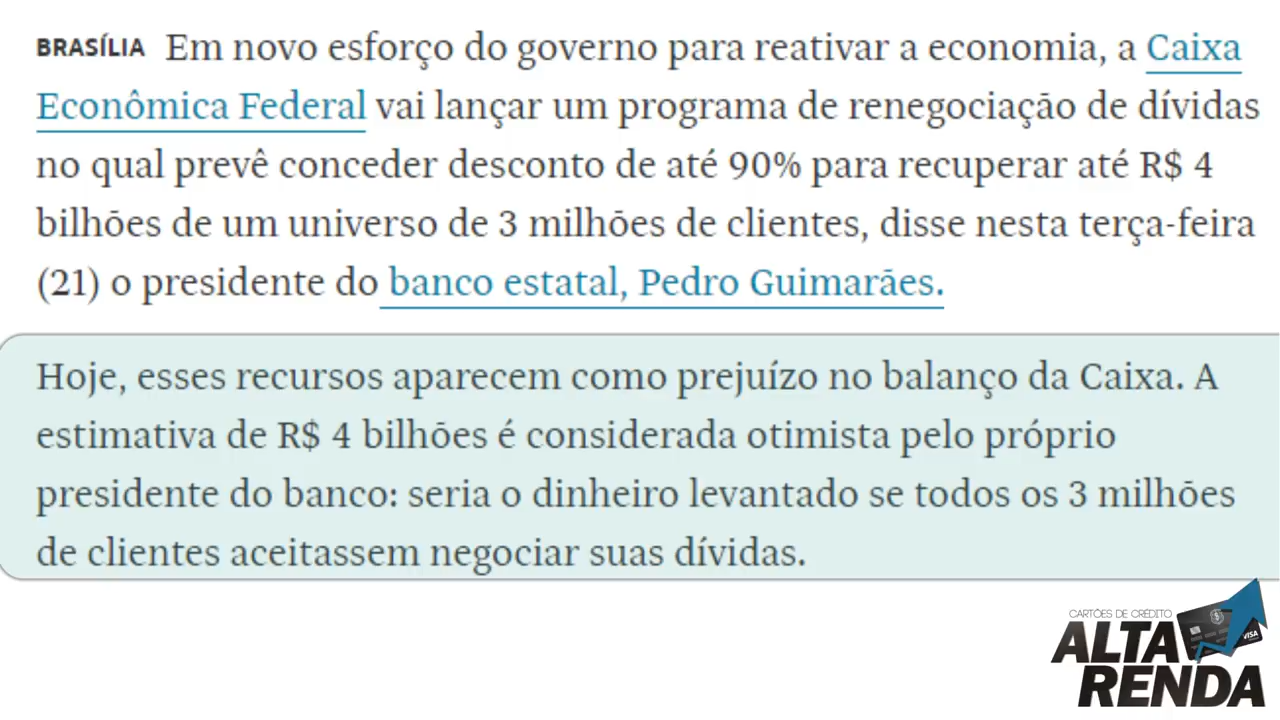 BRASÍLIA Em novo esforço do governo para reativar a economia, a Caixa
Econômica Federal vai lançar um programa de renegociação de dívidas
no qual prevê conceder desconto de até 90% para recuperar até R$ 4
bilhões de um universo de 3 milhões de clientes, disse nesta terça-feira
(21) o presidente do banco estatal, Pedro Guimarães.
Hoje, esses recursos aparecem como prejuízo no balanço da Caixa. A
estimativa de R$ 4 bilhões é considerada otimista pelo próprio
presidente do banco: seria o dinheiro levantado se todos os 3 milhões
de clientes aceitassem negociar suas dívidas.
CARTÕES DE CRÉDITO
ALTA
RENDA
VISA